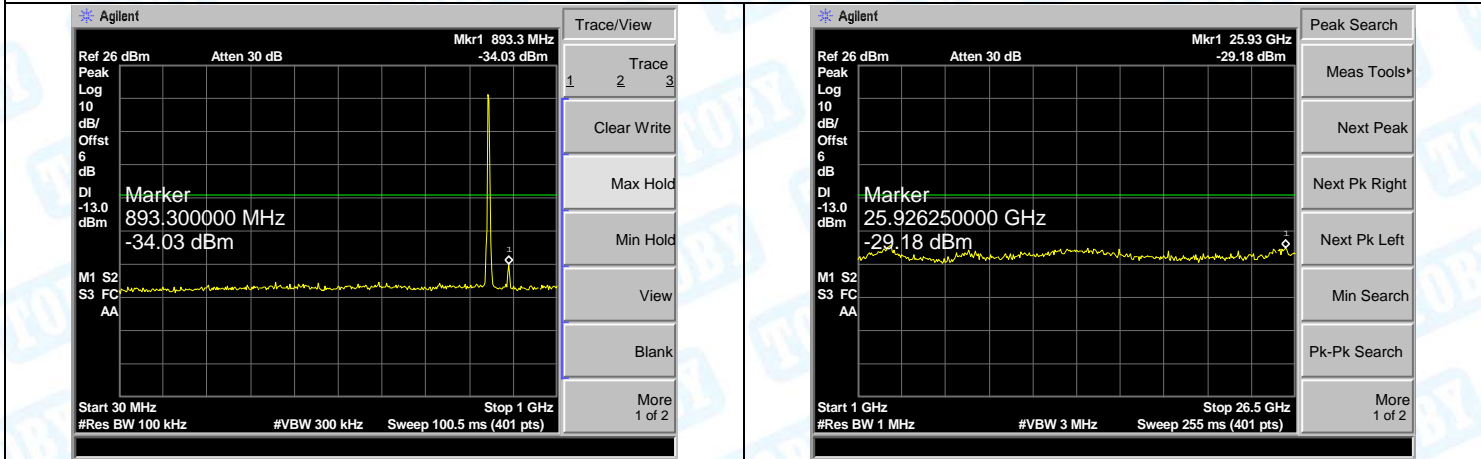 Agilent
Trace/View
Mkr1 893.3 MHz
Ref 26 dBm Atten 30 dB -34.03 dBm
Peak
Log
10
dB/
Offst
6
dB
DI
-13.0
dBm
Marker
893.300000 MHz
-34.03 dBm
1
M1 S2
S3 FC
AA
Start 30 MHz Stop 1 GHz
#Res BW 100 kHz #VBW 300 kHz Sweep 100.5 ms (401 pts)
Trace
1 2 3
Clear Write
Max Hold
Min Hold
View
Blank
More
1 of 2
Agilent
Peak Search
Mkr1 25.93 GHz
Ref 26 dBm Atten 30 dB -29.18 dBm
Peak
Log
10
dB/
Offst
6
dB
DI
-13.0
dBm
Marker
25.926250000 GHz
-29.18 dBm
1
M1 S2
S3 FC
AA
Start 1 GHz Stop 26.5 GHz
#Res BW 1 MHz #VBW 3 MHz Sweep 255 ms (401 pts)
Meas Tools
Next Peak
Next Pk Right
Next Pk Left
Min Search
Pk-Pk Search
More
1 of 2
TOBY